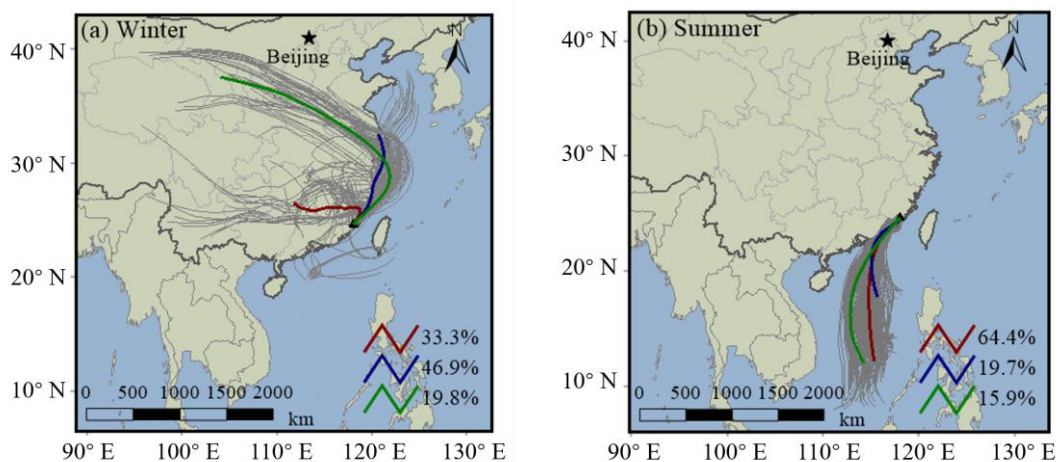 (a) Winter
40° N
Beijing
30° N
20° N
10° N
33.3%
46.9%
19.8%
0 500 1000 1500 2000
km
90° E 100° E 110° E 120° E 130° E
(b) Summer
40° N
Beijing
30° N
20° N
10° N
64.4%
19.7%
15.9%
0 500 1000 1500 2000
km
90° E 100° E 110° E 120° E 130° E